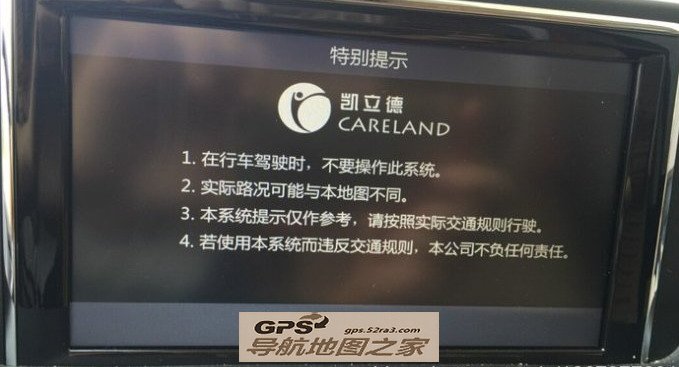 特别提示
凯立德
CARELAND
1. 在行车驾驶时，不要操作此系统。
2. 实际路况可能与本地图不同。
3. 本系统提示仅作参考，请按照实际交通规则行驶。
4. 若使用本系统而违反交通规则，本公司不负任何责任。
GPS gps.52ra3.com
导航地图之家